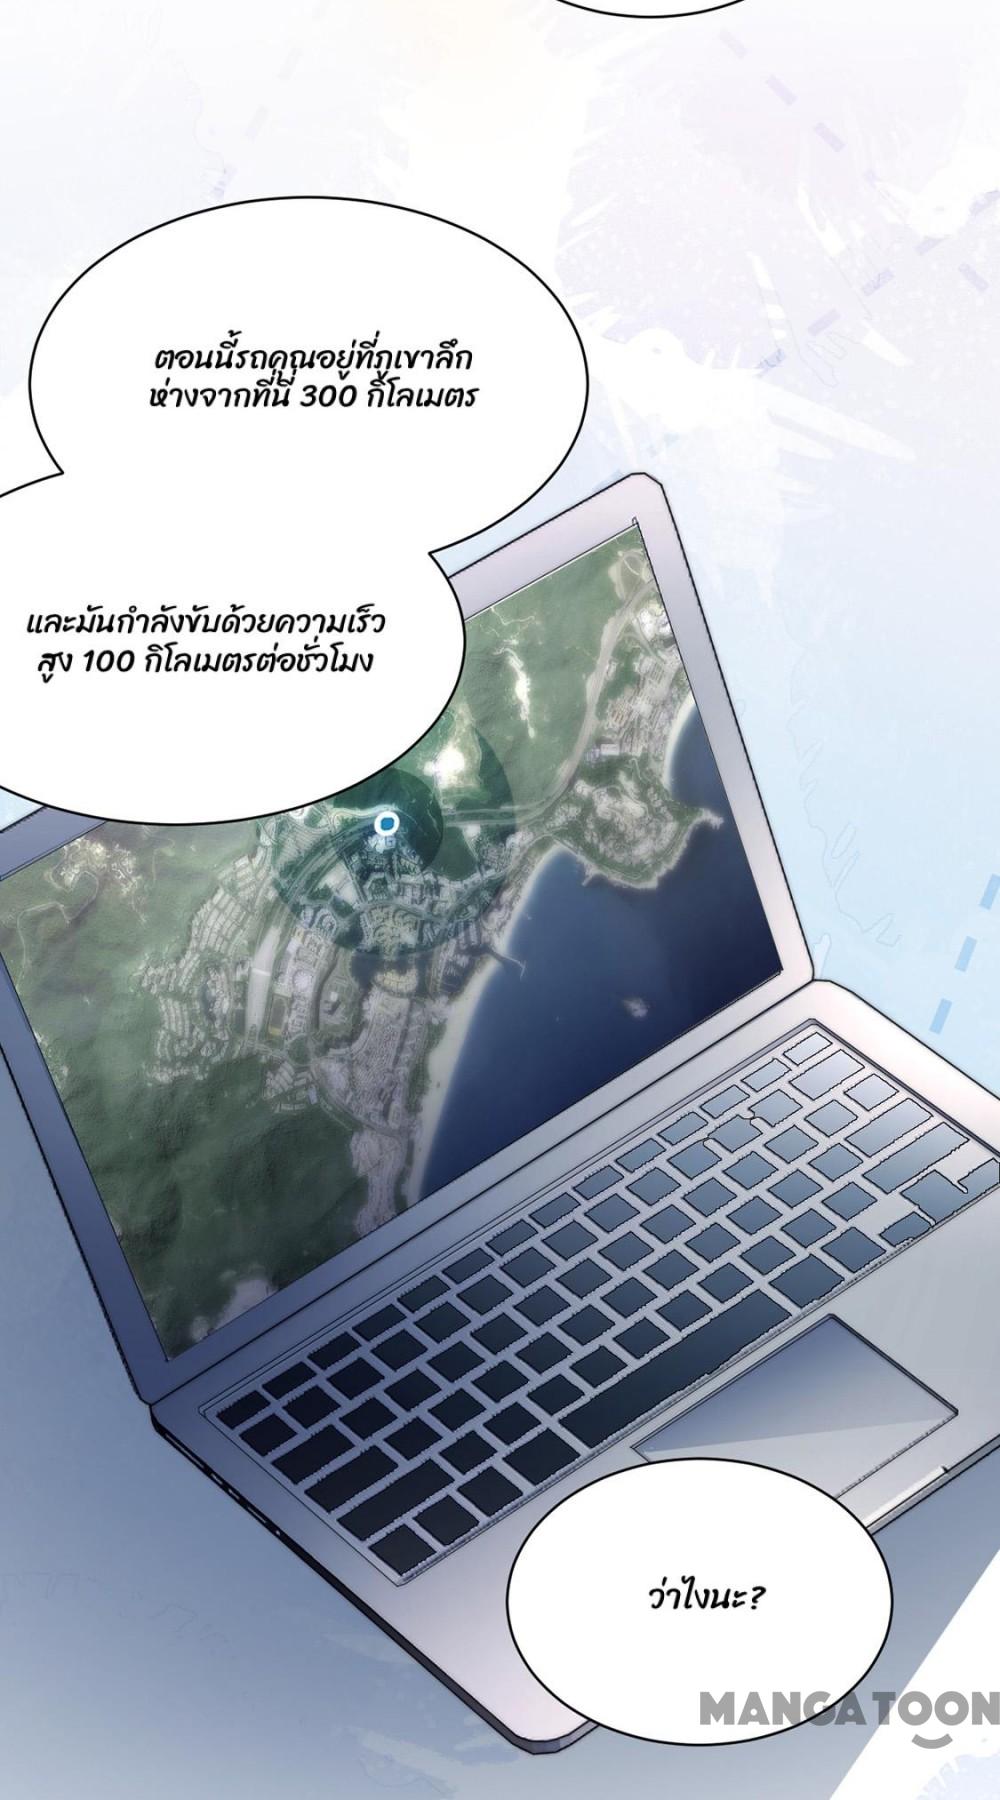 ตอนนี้รถคุณอยู่ที่ภูเขาลึก
ห่างจากที่นี่ 300 กิโลเมตร
และมันกำลังขับด้วยความเร็ว
สูง 100 กิโลเมตรต่อชั่วโมง
ว่าไงนะ?
MANGATOON